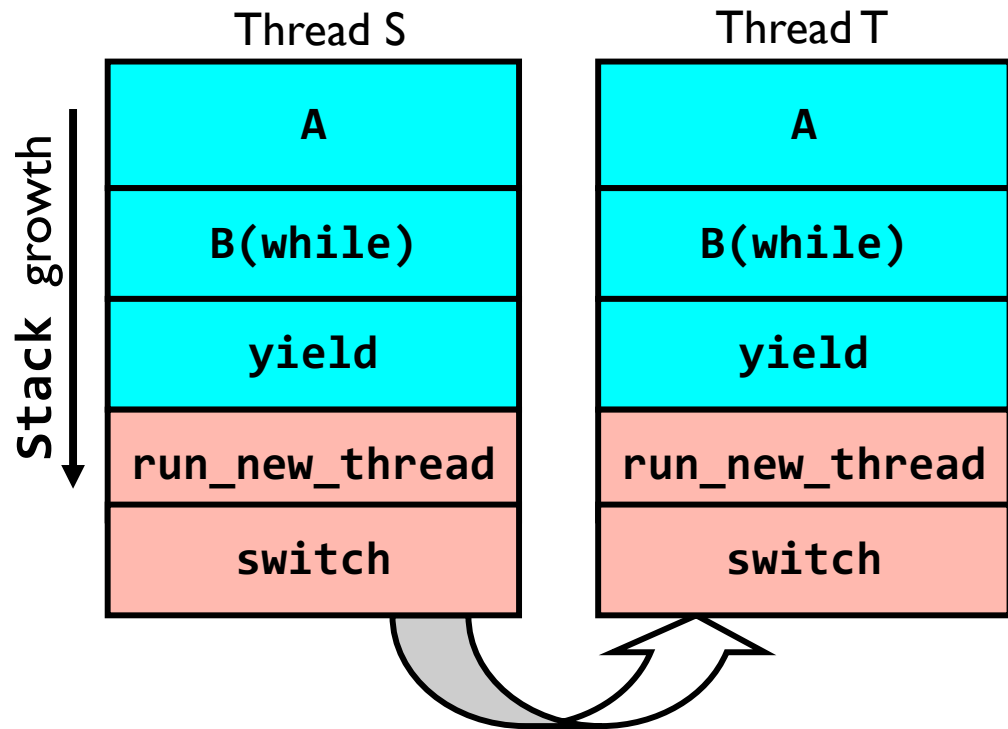 Thread S
Thread T
Stack growth
A
B(while)
yield
run_new_thread
switch
A
B(while)
yield
run_new_thread
switch